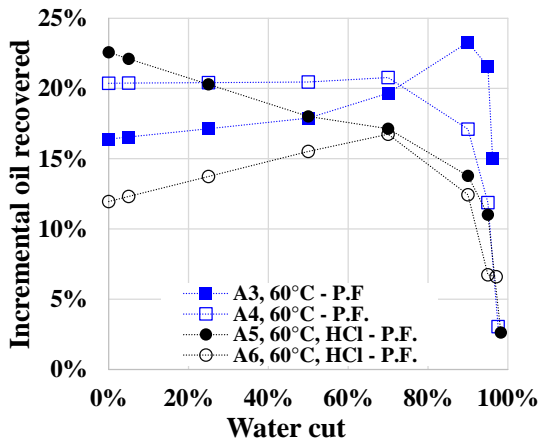 25%
20%
15%
10%
5%
0%
Incremental oil recovered
A3, 60°C - P.F
A4, 60°C - P.F.
A5, 60°C, HCl - P.F.
A6, 60°C, HCl - P.F.
0% 20% 40% 60% 80% 100%
Water cut